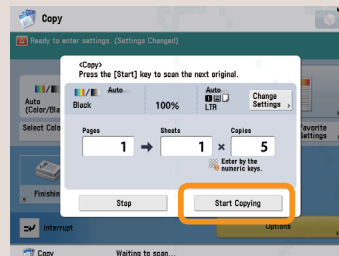 Copy
Ready to enter settings. (Settings Changed)
<Copy>
Press the [Start] key to scan the next original.
Auto
Black
100%
Auto
LTR
Change
Settings
Auto
(Color/Bla
Select Colo
avorite
Settings
Pages
Sheets
Copies
1
1
×
5
Enter by the
numeric keys.
Finishin
Stop
Start Copying
Interrupt
Options
Copy
Waiting to scan...